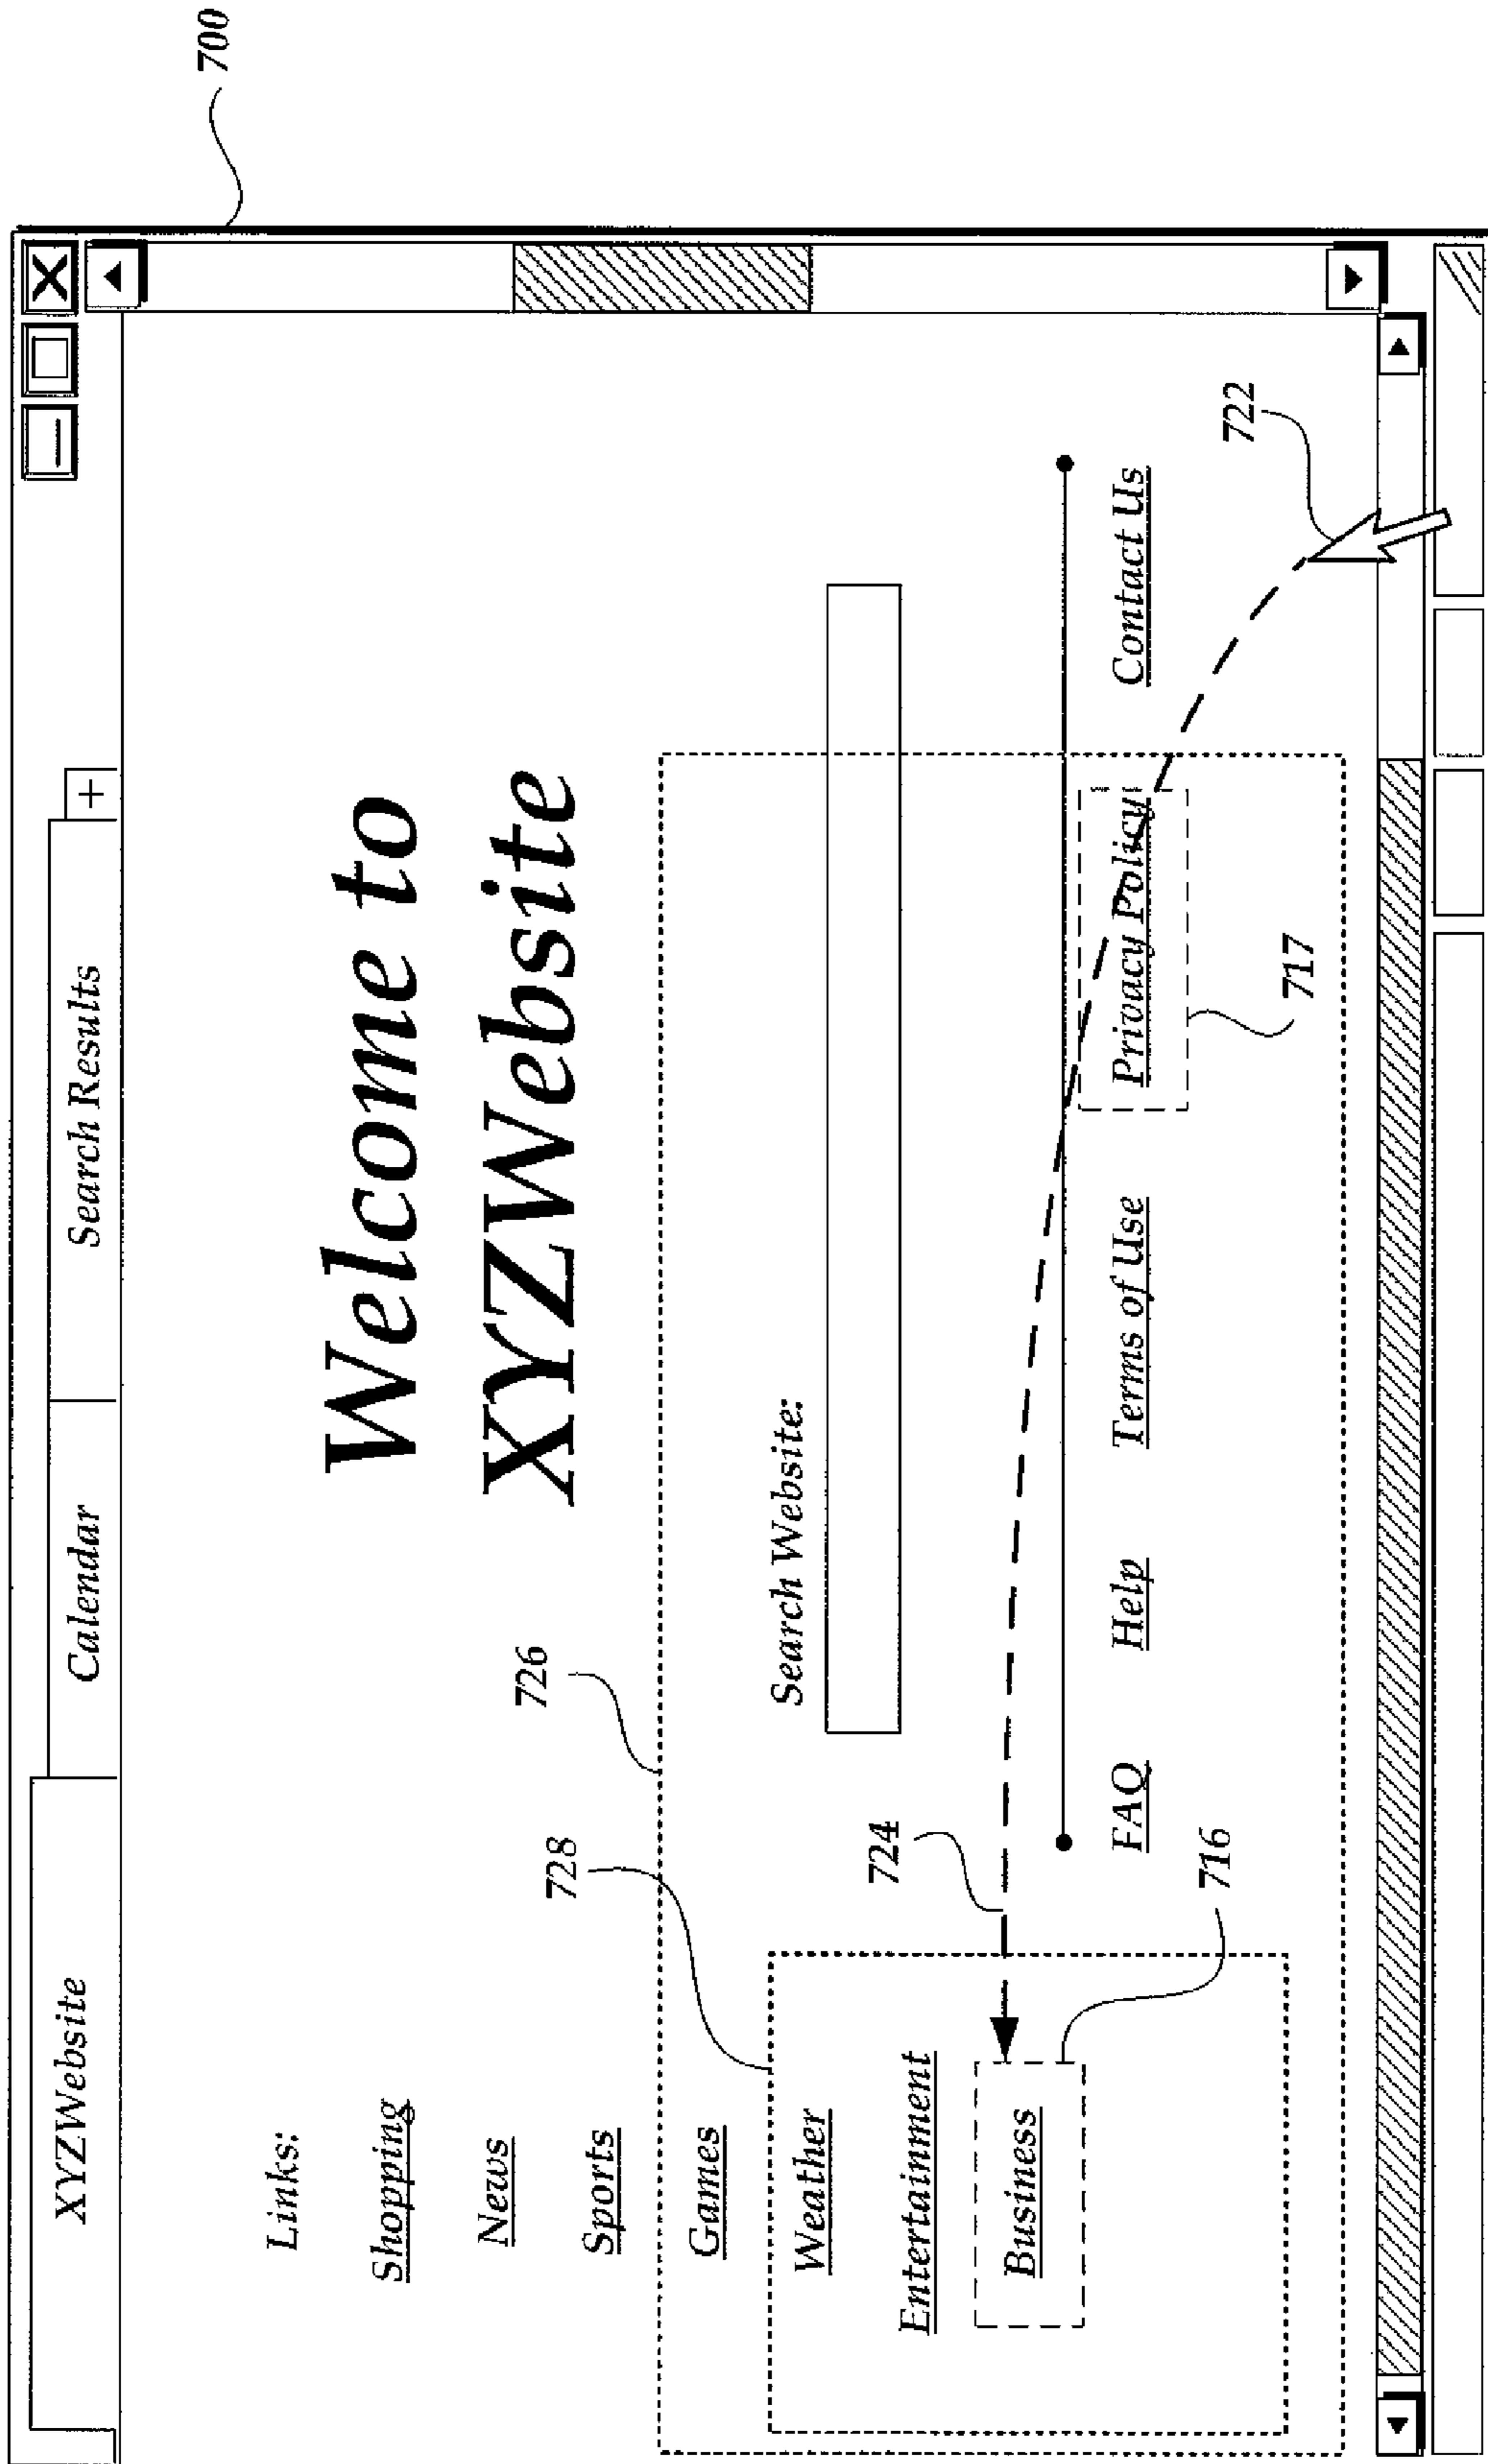 700
XYZWebsite
Calendar
Search Results
+
Links:
Shopping
News
Sports
Games
Weather
Entertainment
Business
Welcome to
XYZWebsite
726
728
Search Website:
724
716
FAQ
Help
Terms of Use
Privacy Policy
Contact Us
717
722